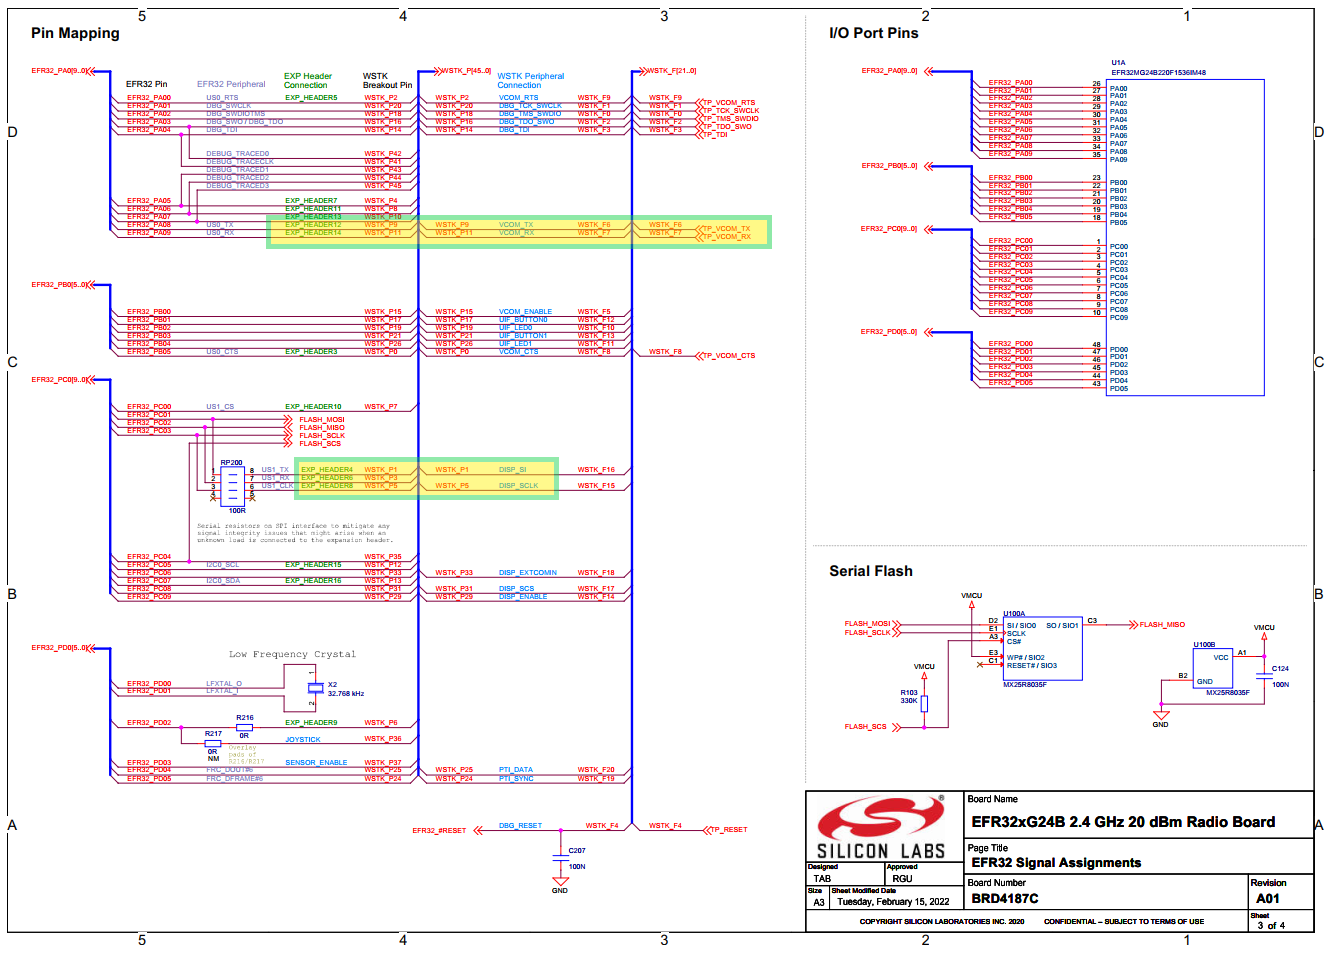 5 4 3 2 1
Pin Mapping
I/O Port Pins
EFR32_PA0[9..0] WSTK_P[45..0] WSTK_F[21..0]
EFR32 Pin EFR32 Peripheral EXP Header Connection WSTK Breakout Pin WSTK Peripheral Connection
EFR32_PA00 US0_RTS EXP_HEADER5 WSTK_P2 WSTK_P2 VCOM_RTS WSTK_F9 WSTK_F9 TP_VCOM_RTS
EFR32_PA01 DBG_SWCLK WSTK_P20 WSTK_P20 DBG_TCK_SWCLK WSTK_F1 WSTK_F1 TP_TCK_SWCLK
EFR32_PA02 DBG_SWDIOTMS WSTK_P18 WSTK_P18 DBG_TMS_SWDIO WSTK_F0 WSTK_F0 TP_TMS_SWDIO
EFR32_PA03 DBG_SWO / DBG_TDO WSTK_P16 WSTK_P16 DBG_TDO_SWO WSTK_F2 WSTK_F2 TP_TDO_SWO
EFR32_PA04 DBG_TDI WSTK_P14 WSTK_P14 DBG_TDI WSTK_F3 WSTK_F3 TP_TDI
DEBUG_TRACED0 WSTK_P42
DEBUG_TRACECLK WSTK_P41
DEBUG_TRACED1 WSTK_P43
DEBUG_TRACED2 WSTK_P44
DEBUG_TRACED3 WSTK_P45
EFR32_PA05 EXP_HEADER7 WSTK_P4
EFR32_PA06 EXP_HEADER11 WSTK_P8
EFR32_PA07 EXP_HEADER13 WSTK_P10
EFR32_PA08 US0_TX EXP_HEADER12 WSTK_P9 WSTK_P9 VCOM_TX WSTK_F6 WSTK_F6 TP_VCOM_TX
EFR32_PA09 US0_RX EXP_HEADER14 WSTK_P11 WSTK_P11 VCOM_RX WSTK_F7 WSTK_F7 TP_VCOM_RX
EFR32_PB0[5..0]
EFR32_PB00 WSTK_P15 WSTK_P15 VCOM_ENABLE WSTK_F5
EFR32_PB01 WSTK_P17 WSTK_P17 UIF_BUTTON0 WSTK_F12
EFR32_PB02 WSTK_P19 WSTK_P19 UIF_LED0 WSTK_F10
EFR32_PB03 WSTK_P21 WSTK_P21 UIF_BUTTON1 WSTK_F13
EFR32_PB04 WSTK_P26 WSTK_P26 UIF_LED1 WSTK_F11
EFR32_PB05 US0_CTS EXP_HEADER3 WSTK_P0 WSTK_P0 VCOM_CTS WSTK_F8 WSTK_F8 TP_VCOM_CTS
EFR32_PC0[9..0]
EFR32_PC00 US1_CS EXP_HEADER10 WSTK_P7
EFR32_PC01 FLASH_MOSI
EFR32_PC02 FLASH_MISO
EFR32_PC03 FLASH_SCLK
FLASH_SCS
RP200
1 8 US1_TX EXP_HEADER4 WSTK_P1 WSTK_P1 DISP_SI WSTK_F16
2 7 US1_RX EXP_HEADER6 WSTK_P3
3 6 US1_CLK EXP_HEADER8 WSTK_P5 WSTK_P5 DISP_SCLK WSTK_F15
4 5
100R
Serial resistors on SPI interface to mitigate any
signal integrity issues that might arise when an
unknown load is connected to the expansion header.
EFR32_PC04 WSTK_P35
EFR32_PC05 I2C0_SCL EXP_HEADER15 WSTK_P12
EFR32_PC06 WSTK_P33 WSTK_P33 DISP_EXTCOMIN WSTK_F18
EFR32_PC07 I2C0_SDA EXP_HEADER16 WSTK_P13
EFR32_PC08 WSTK_P31 WSTK_P31 DISP_SCS WSTK_F17
EFR32_PC09 WSTK_P29 WSTK_P29 DISP_ENABLE WSTK_F14
EFR32_PD0[5..0]
Low Frequency Crystal
EFR32_PD00 LFXTAL_O
EFR32_PD01 LFXTAL_I
1
X2
32.768 kHz
2
EFR32_PD02 R216 0R EXP_HEADER9 WSTK_P6
R217 0R NM JOYSTICK WSTK_P36
Overlay
pads of
R216/R217
EFR32_PD03 SENSOR_ENABLE WSTK_P37
EFR32_PD04 FRC_DOUT#6 WSTK_P25 WSTK_P25 PTI_DATA WSTK_F20
EFR32_PD05 FRC_DFRAME#6 WSTK_P24 WSTK_P24 PTI_SYNC WSTK_F19
EFR32_#RESET DBG_RESET WSTK_F4 WSTK_F4 TP_RESET
C207
100N
GND
U1A
EFR32MG24B220F1536IM48
EFR32_PA0[9..0]
EFR32_PA00 26 PA00
EFR32_PA01 27 PA01
EFR32_PA02 28 PA02
EFR32_PA03 29 PA03
EFR32_PA04 30 PA04
EFR32_PA05 31 PA05
EFR32_PA06 32 PA06
EFR32_PA07 33 PA07
EFR32_PA08 34 PA08
EFR32_PA09 35 PA09
EFR32_PB0[5..0]
EFR32_PB00 23 PB00
EFR32_PB01 22 PB01
EFR32_PB02 21 PB02
EFR32_PB03 20 PB03
EFR32_PB04 19 PB04
EFR32_PB05 18 PB05
EFR32_PC0[9..0]
EFR32_PC00 1 PC00
EFR32_PC01 2 PC01
EFR32_PC02 3 PC02
EFR32_PC03 4 PC03
EFR32_PC04 5 PC04
EFR32_PC05 6 PC05
EFR32_PC06 7 PC06
EFR32_PC07 8 PC07
EFR32_PC08 9 PC08
EFR32_PC09 10 PC09
EFR32_PD0[5..0]
EFR32_PD00 48 PD00
EFR32_PD01 47 PD01
EFR32_PD02 46 PD02
EFR32_PD03 45 PD03
EFR32_PD04 44 PD04
EFR32_PD05 43 PD05
Serial Flash
VMCU
U100A
FLASH_MOSI D2 SI / SIO0 SO / SIO1 C3 FLASH_MISO
FLASH_SCLK E1 SCLK
A3 CS#
E3 WP# / SIO2
C1 RESET# / SIO3
MX25R8035F
VMCU
R103
330K
FLASH_SCS
VMCU
U100B
VCC A1
B2 GND
MX25R8035F
C124
100N
GND
D D
C C
B B
A A
SILICON LABS ®
Board Name
EFR32xG24B 2.4 GHz 20 dBm Radio Board
Page Title
EFR32 Signal Assignments
Designed Approved
TAB RGU
Board Number Revision
BRD4187C A01
Size Sheet Modified Date
A3 Tuesday, February 15, 2022
Sheet
3 of 4
COPYRIGHT SILICON LABORATORIES INC. 2020 CONFIDENTIAL – SUBJECT TO TERMS OF USE
5 4 3 2 1